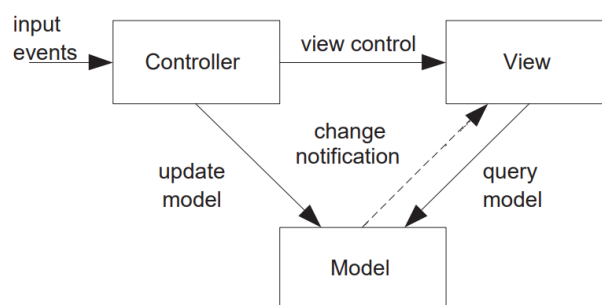 input
events
Controller
view control
View
change
notification
update
model
query
model
Model